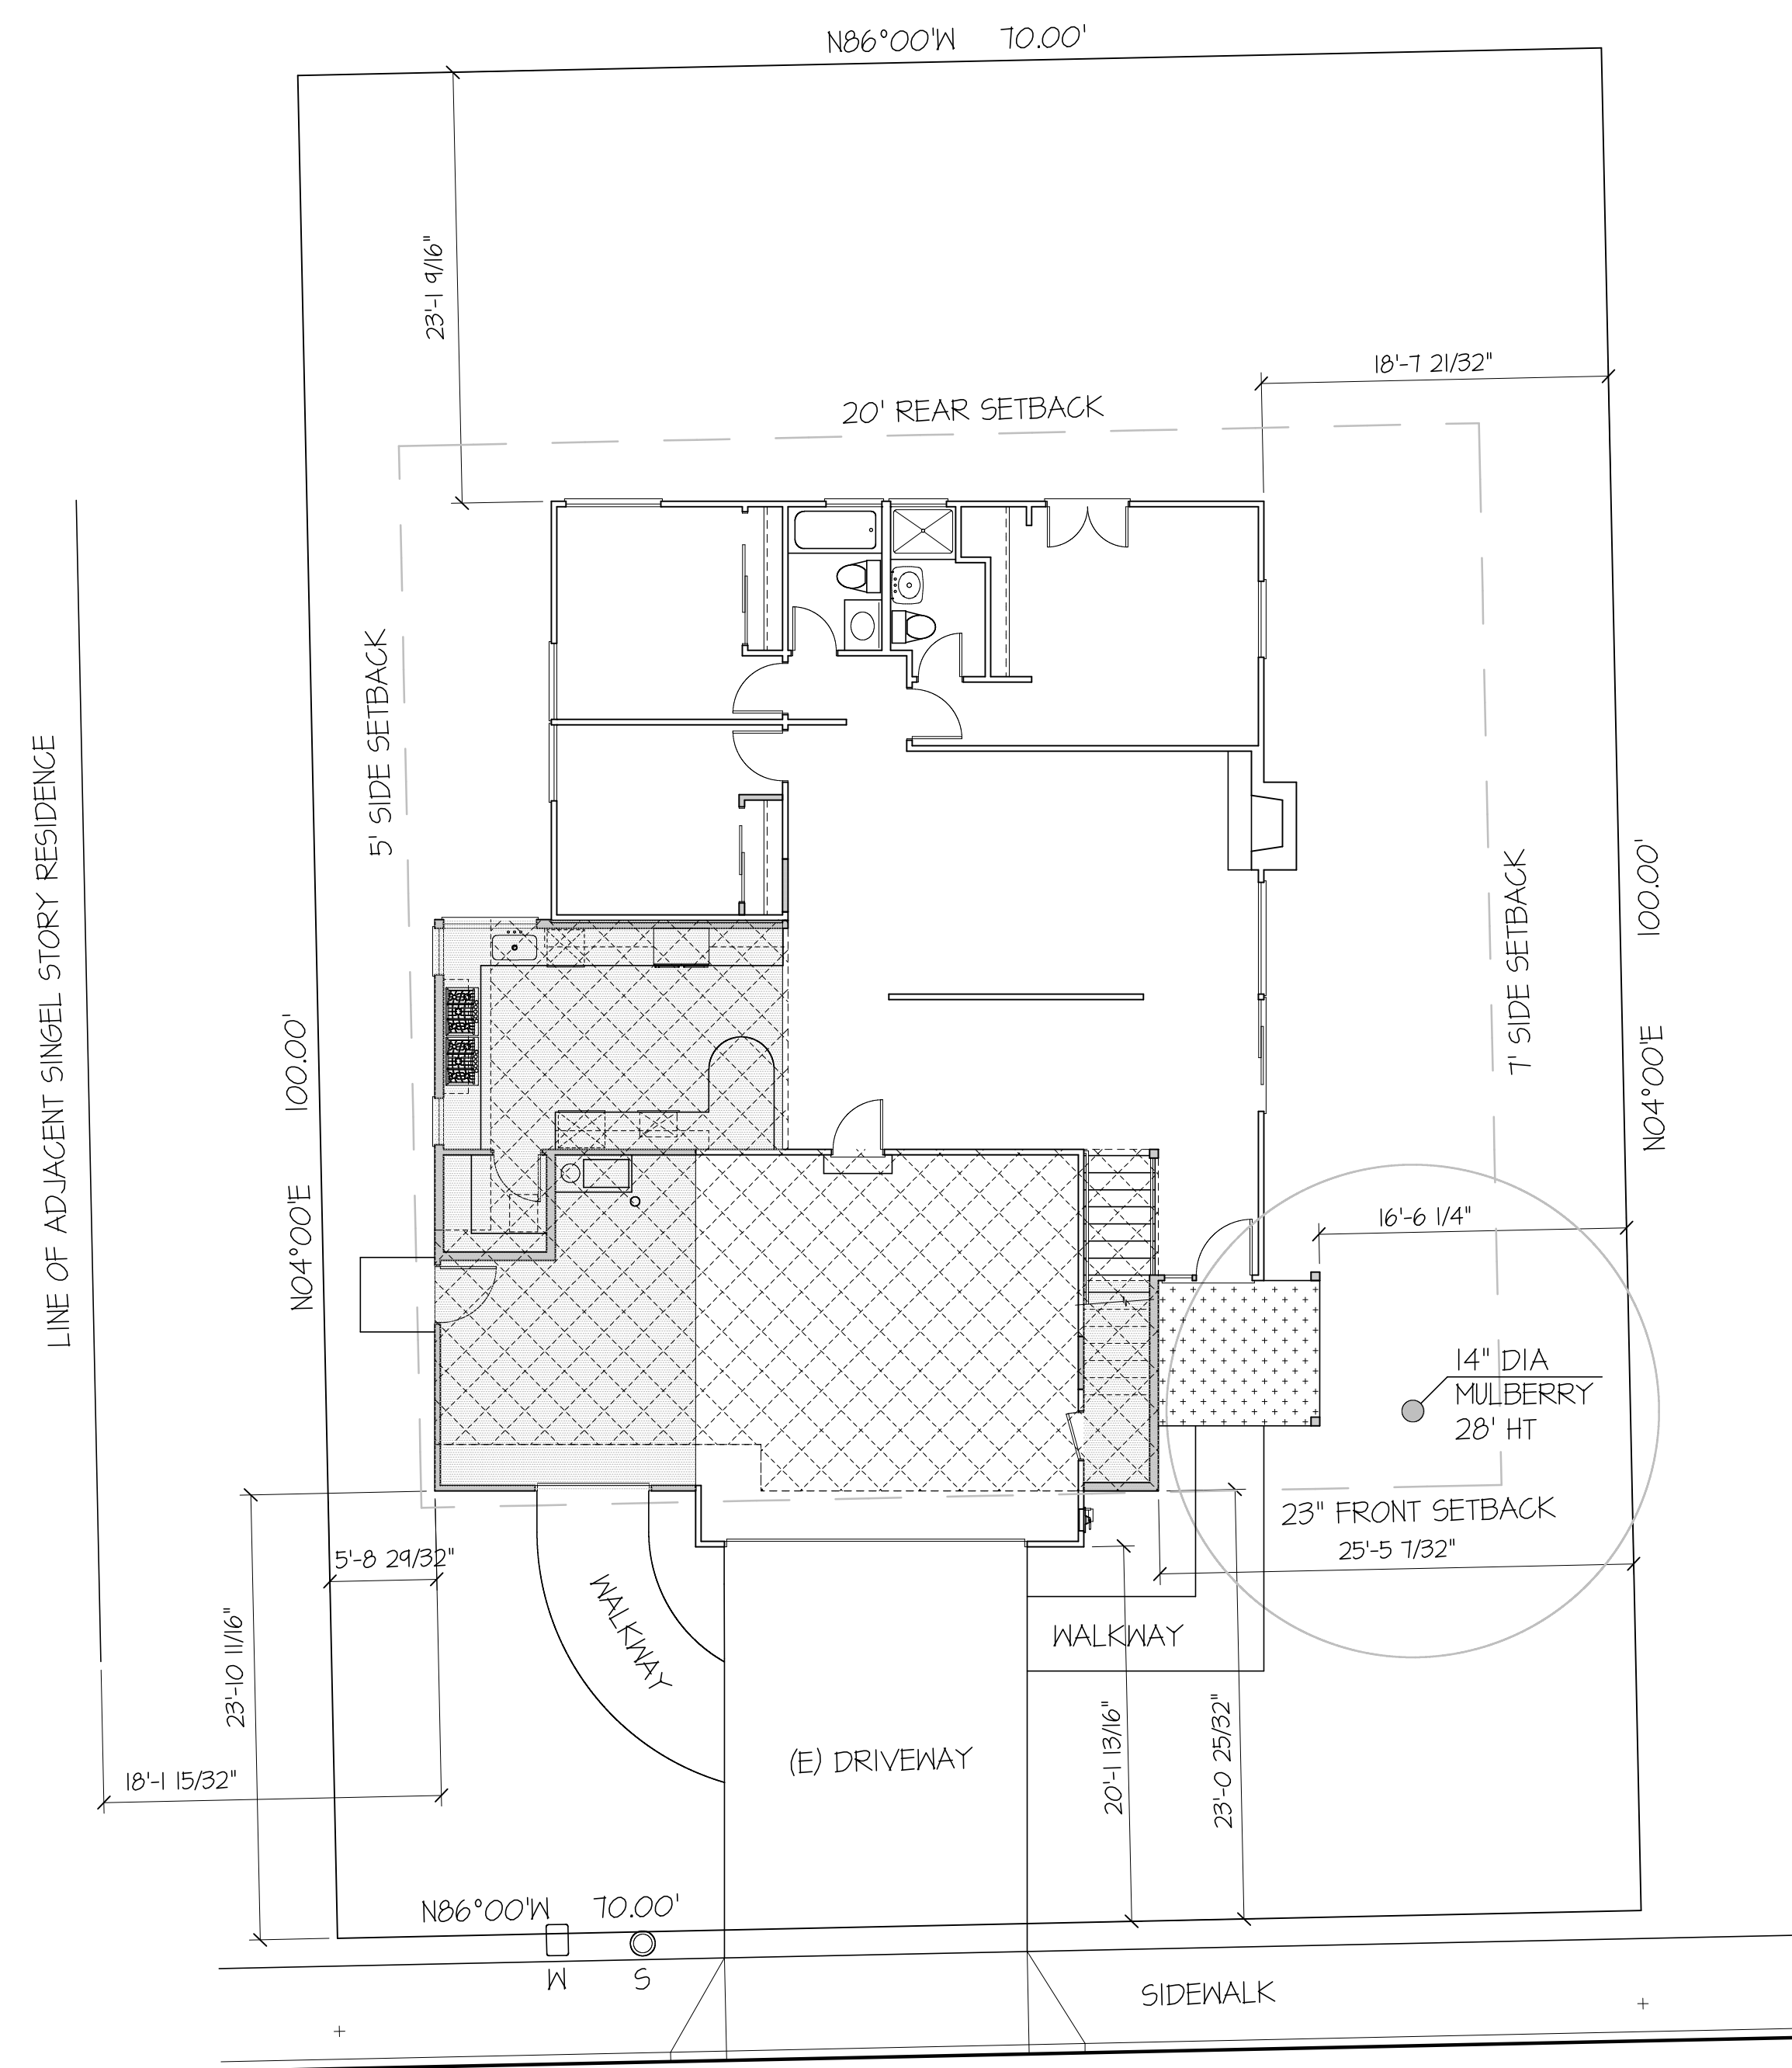 N86°00'W 70.00'
23'-1 9/16"
18'-7 21/32"
20' REAR SETBACK
5' SIDE SETBACK
LINE OF ADJACENT SINGEL STORY RESIDENCE
7' SIDE SETBACK
100.00'
N04°00'E
100.00'
N04°00'E
16'-6 1/4"
14" DIA
MULBERRY
28' HT
23" FRONT SETBACK
25'-5 7/32"
5'-8 29/32"
23'-10 11/16"
WALKWAY
WALKWAY
20'-1 13/16"
23'-0 25/32"
18'-1 15/32"
(E) DRIVEWAY
N86°00'W 70.00'
W
S
SIDEWALK